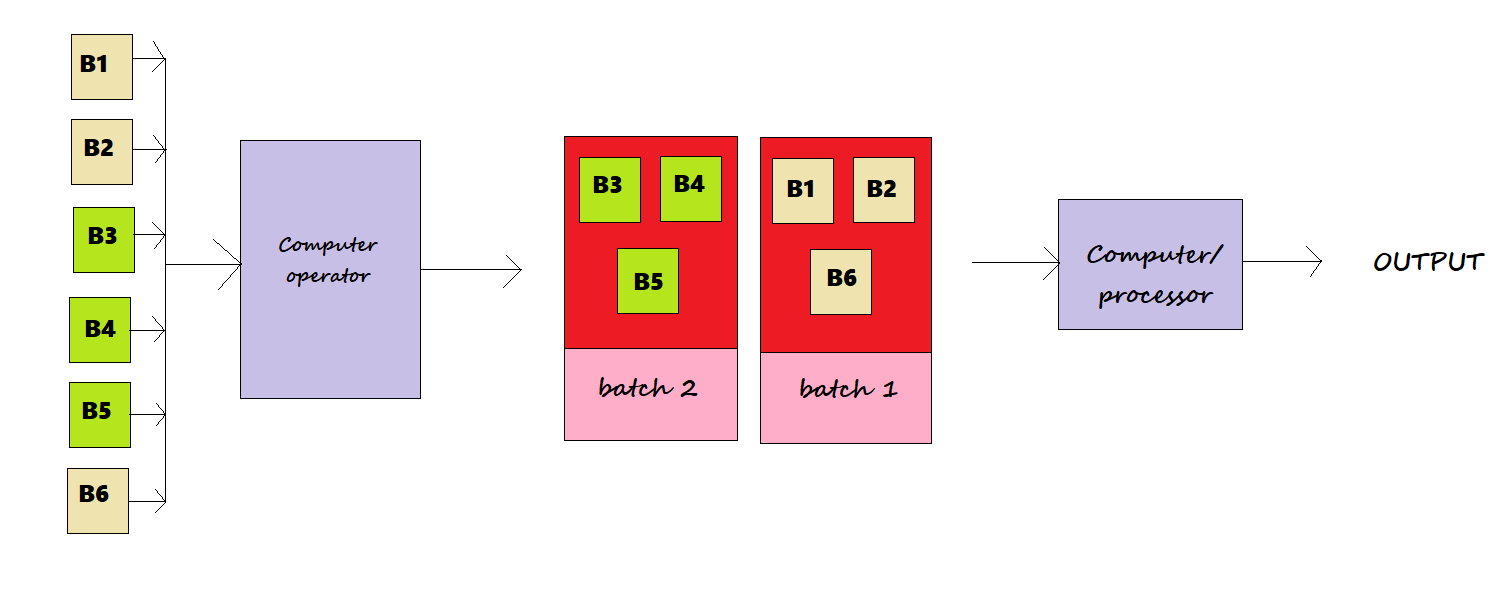 B1
B2
B3
B4
B5
B6
Computer
operator
B3 B4
B5
batch 2
B1 B2
B6
batch 1
Computer/
processor
OUTPUT